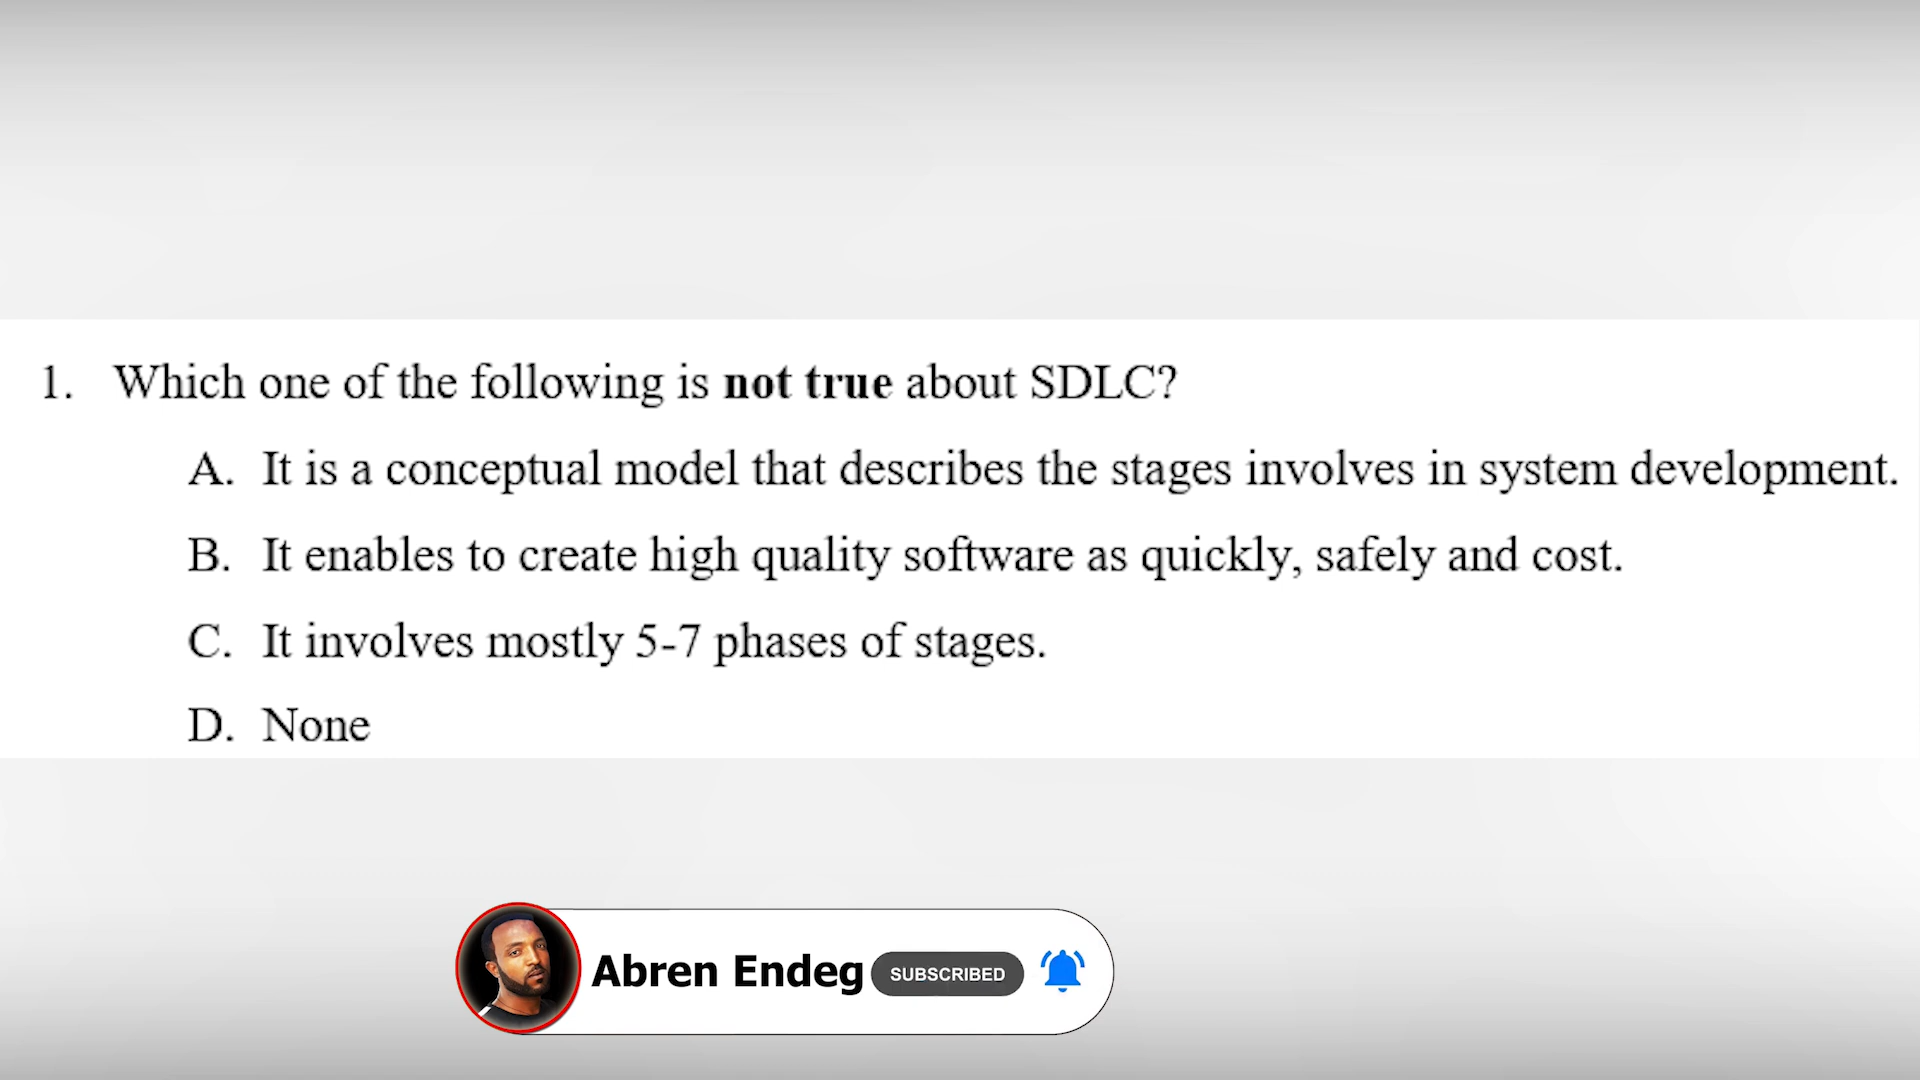 1. Which one of the following is not true about SDLC?
A. It is a conceptual model that describes the stages involves in system development.
B. It enables to create high quality software as quickly, safely and cost.
C. It involves mostly 5-7 phases of stages.
D. None
Abren Endeg SUBSCRIBED